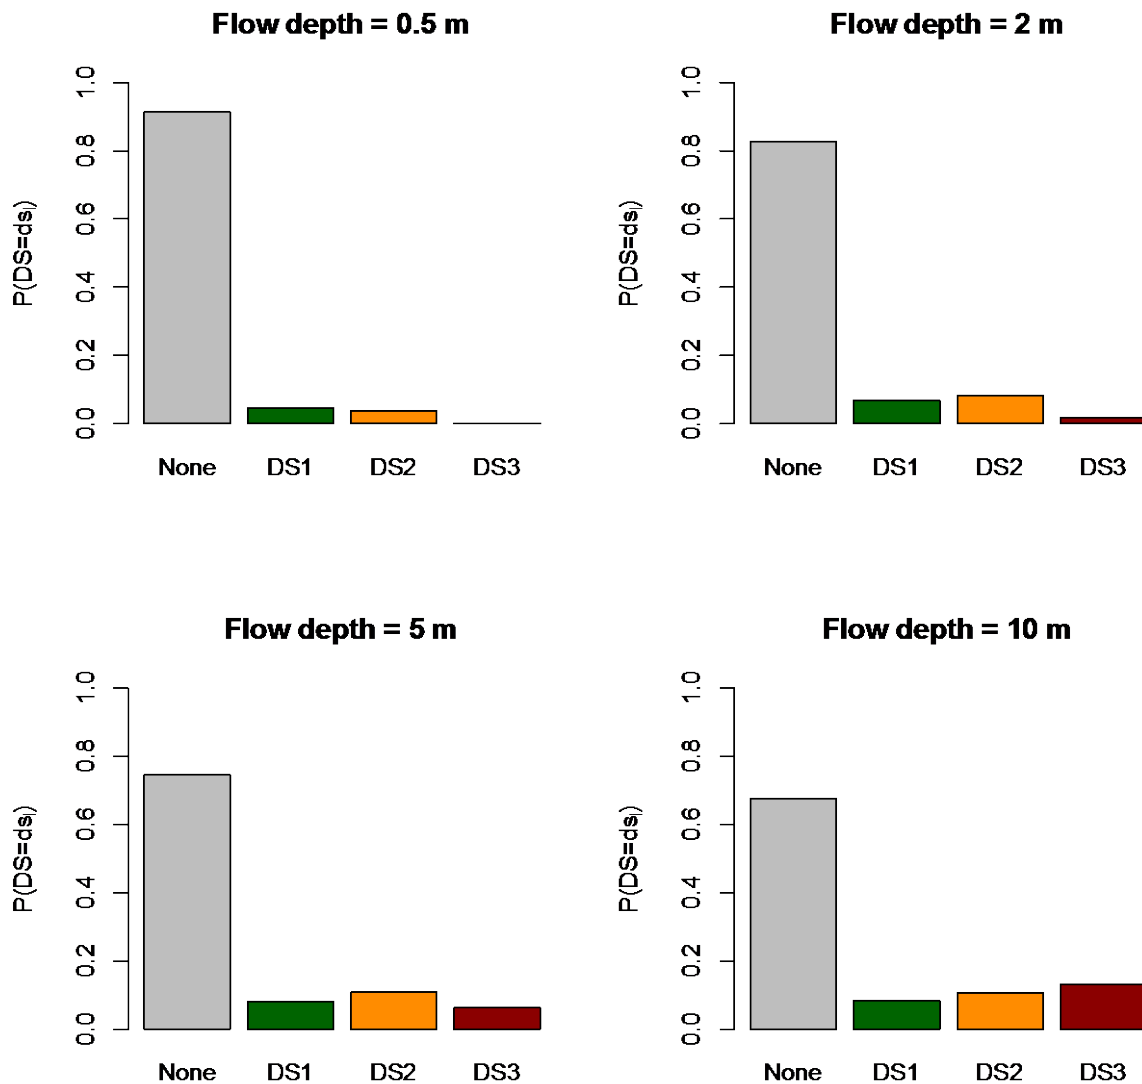 Flow depth = 0.5 m
P(DS=dsᵢ)
1.0
0.8
0.6
0.4
0.2
0.0
None DS1 DS2 DS3
Flow depth = 2 m
P(DS=dsᵢ)
1.0
0.8
0.6
0.4
0.2
0.0
None DS1 DS2 DS3
Flow depth = 5 m
P(DS=dsᵢ)
1.0
0.8
0.6
0.4
0.2
0.0
None DS1 DS2 DS3
Flow depth = 10 m
P(DS=dsᵢ)
1.0
0.8
0.6
0.4
0.2
0.0
None DS1 DS2 DS3